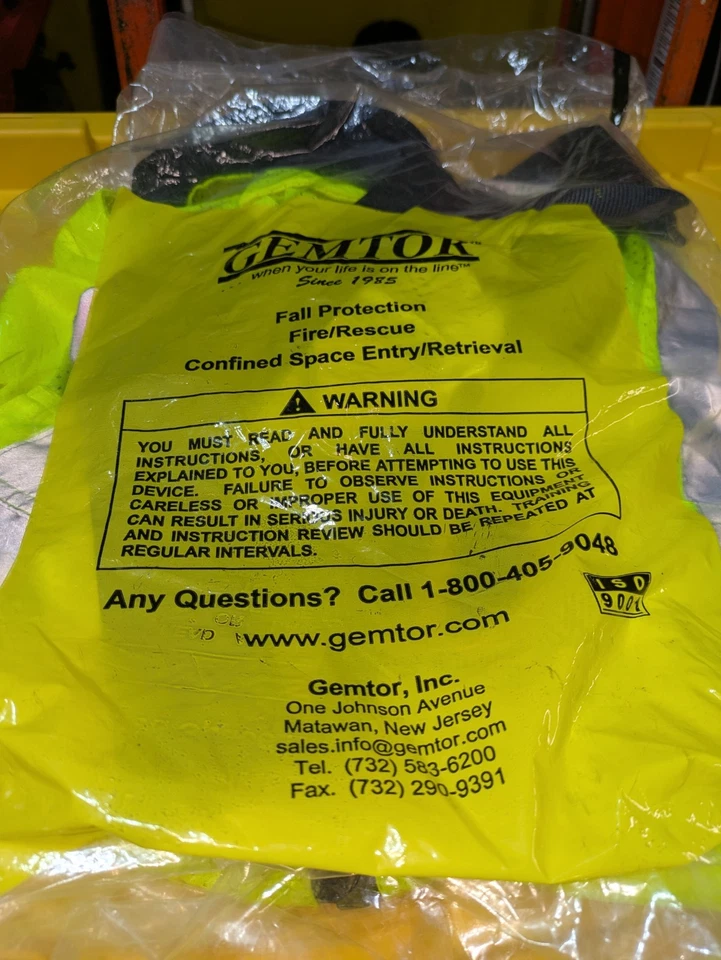 GEMTOR™
when your life is on the line™
Since 1985
Fall Protection
Fire/Rescue
Confined Space Entry/Retrieval
WARNING
YOU MUST READ AND FULLY UNDERSTAND ALL
INSTRUCTIONS, OR HAVE ALL INSTRUCTIONS
EXPLAINED TO YOU, BEFORE ATTEMPTING TO USE THIS
DEVICE. FAILURE TO OBSERVE INSTRUCTIONS OR
CARELESS OR IMPROPER USE OF THIS EQUIPMENT
CAN RESULT IN SERIOUS INJURY OR DEATH. TRAINING
AND INSTRUCTION REVIEW SHOULD BE REPEATED AT
REGULAR INTERVALS.
Any Questions? Call 1-800-405-9048
ISO
9001
www.gemtor.com
Gemtor, Inc.
One Johnson Avenue
Matawan, New Jersey
sales.info@gemtor.com
Tel. (732) 583-6200
Fax. (732) 290-9391